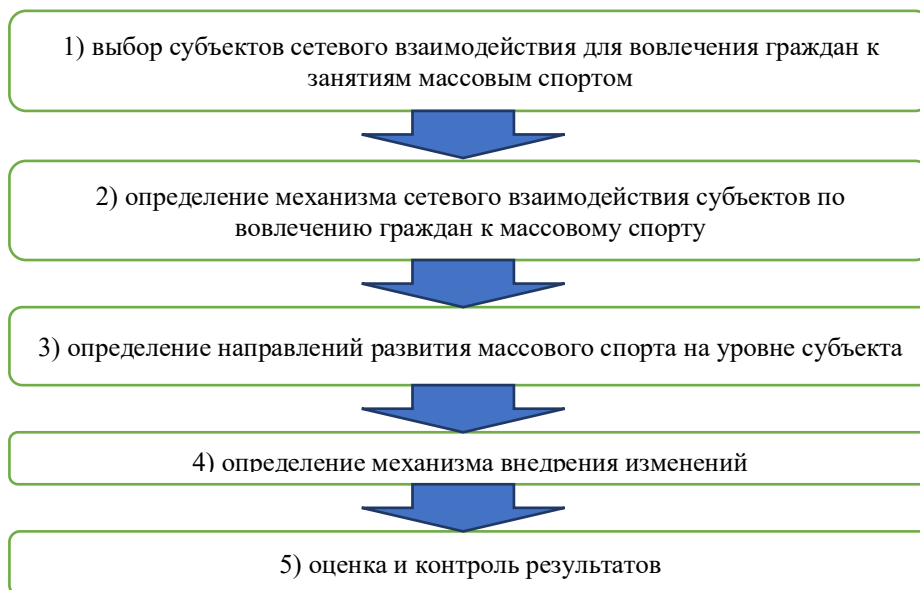 1) выбор субъектов сетевого взаимодействия для вовлечения граждан к
занятиям массовым спортом
2) определение механизма сетевого взаимодействия субъектов по
вовлечению граждан к массовому спорту
3) определение направлений развития массового спорта на уровне субъекта
4) определение механизма внедрения изменений
5) оценка и контроль результатов